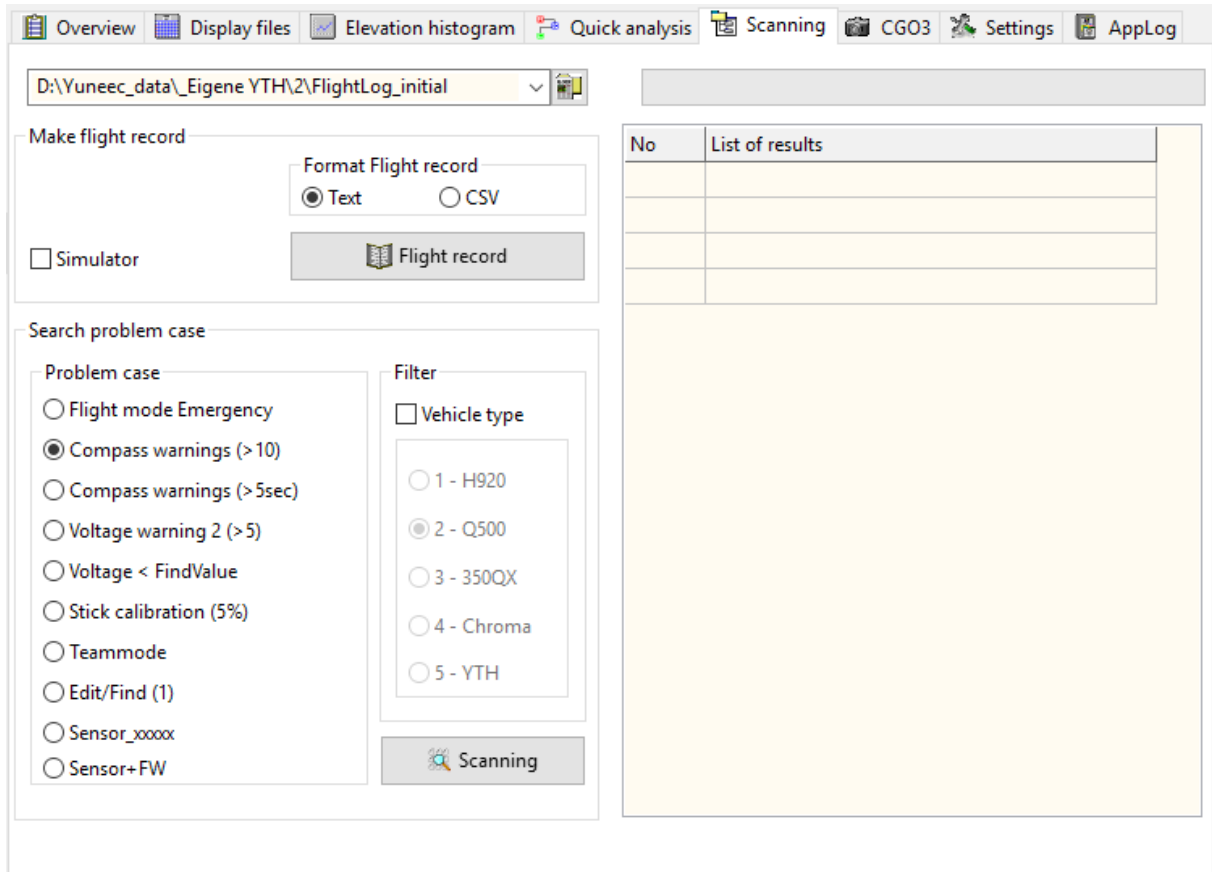 Overview Display files Elevation histogram Quick analysis Scanning CGO3 Settings AppLog
D:\Yuneec_data\_Eigene YTH\2\FlightLog_initial
Make flight record
Format Flight record
Text CSV
Simulator
Flight record
Search problem case
Problem case
Flight mode Emergency
Compass warnings (>10)
Compass warnings (>5sec)
Voltage warning 2 (>5)
Voltage < FindValue
Stick calibration (5%)
Teammode
Edit/Find (1)
Sensor_xxxxx
Sensor+FW
Filter
Vehicle type
1 - H920
2 - Q500
3 - 350QX
4 - Chroma
5 - YTH
Scanning
No List of results